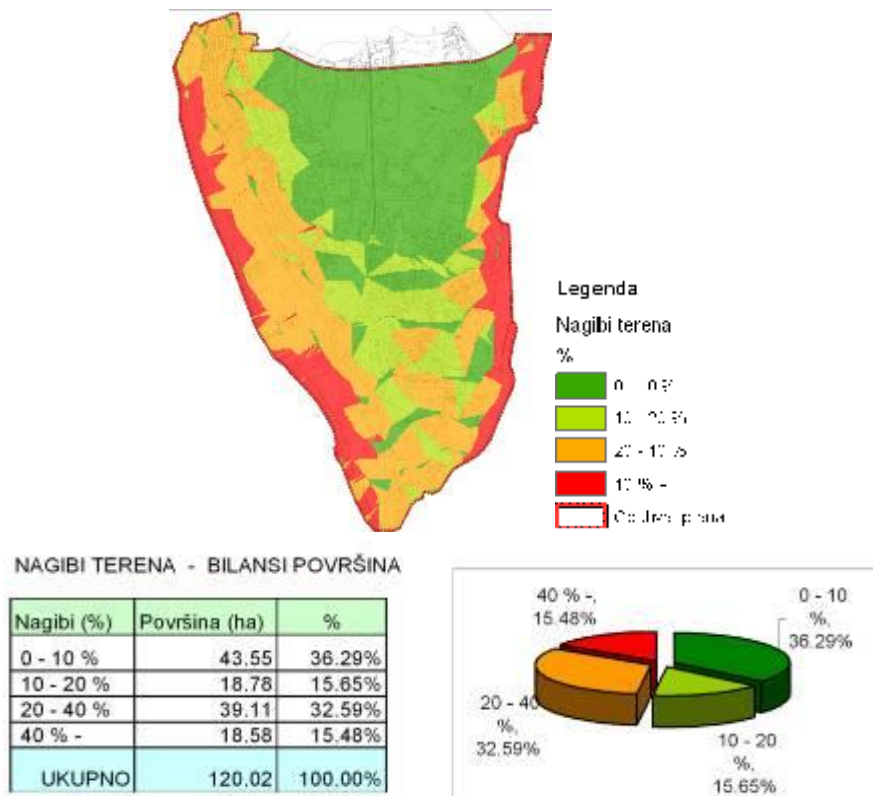 Legenda
Nagibi terena
%
NAGIBI TERENA - BILANSI POVRŠINA
Nagibi (%) Površina (ha) %
0 - 10 % 43.55 36.29%
10 - 20 % 18.78 15.65%
20 - 40 % 39.11 32.59%
40 % - 18.58 15.48%
UKUPNO 120.02 100.00%
40 % -,
15.48%
0 - 10
%,
36.29%
20 - 40
%,
32.59%
10 - 20
%,
15.65%